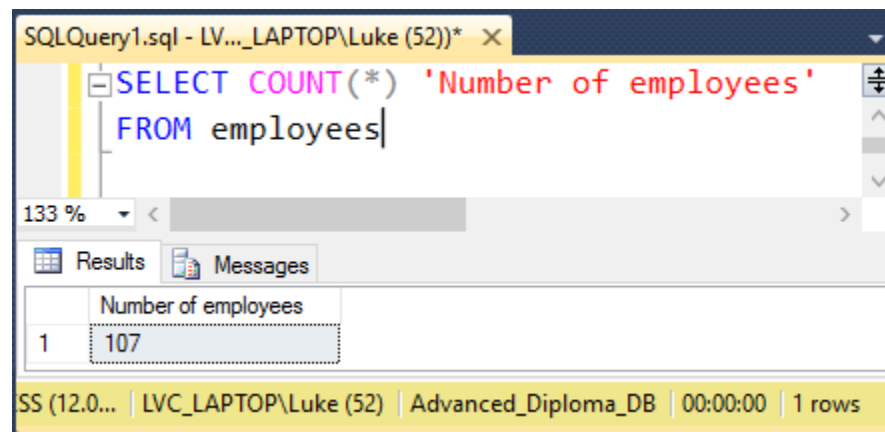 SQLQuery1.sql - LV..._LAPTOP\Luke (52))*
SELECT COUNT(*) 'Number of employees'
FROM employees
133 %
Results Messages
Number of employees
1 107
SS (12.0... LVC_LAPTOP\Luke (52) Advanced_Diploma_DB 00:00:00 1 rows